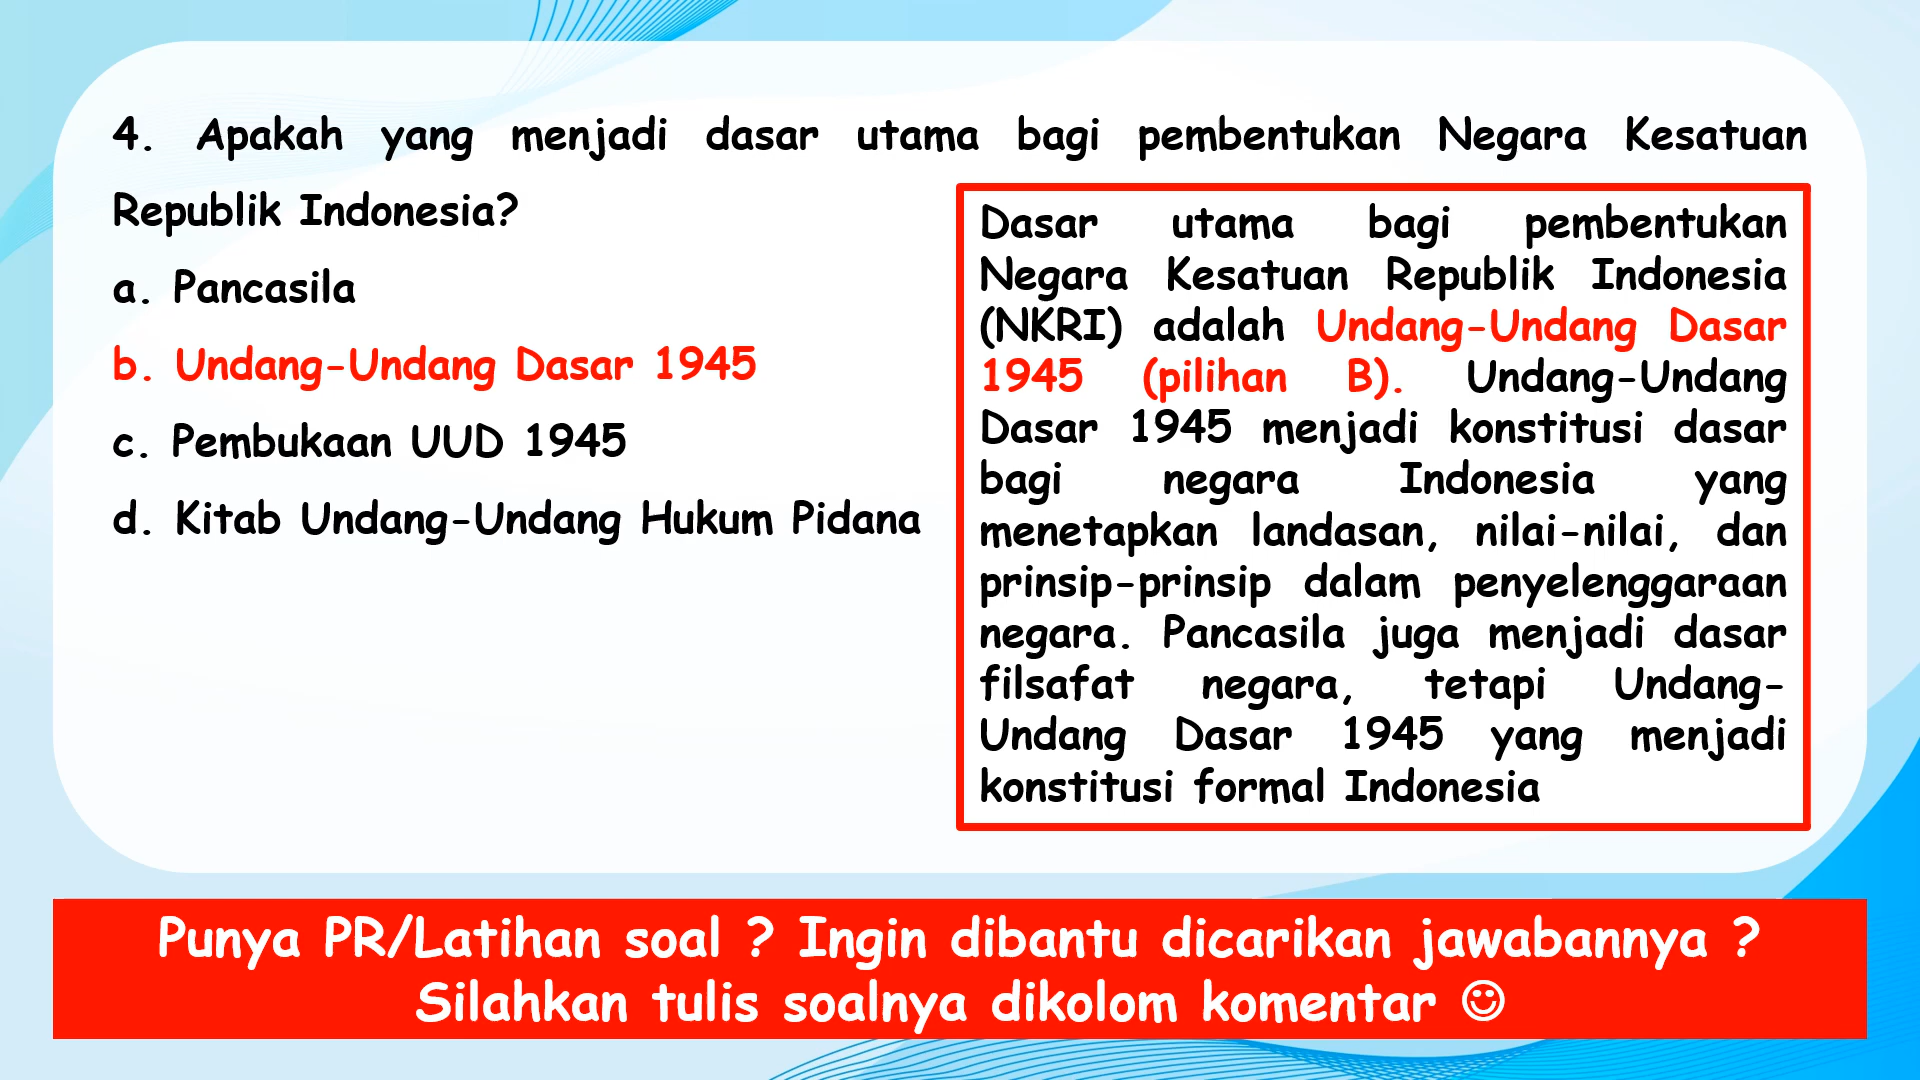 4. Apakah yang menjadi dasar utama bagi pembentukan Negara Kesatuan
Republik Indonesia?
a. Pancasila
b. Undang-Undang Dasar 1945
c. Pembukaan UUD 1945
d. Kitab Undang-Undang Hukum Pidana
Dasar utama bagi pembentukan
Negara Kesatuan Republik Indonesia
(NKRI) adalah Undang-Undang Dasar
1945 (pilihan B). Undang-Undang
Dasar 1945 menjadi konstitusi dasar
bagi negara Indonesia yang
menetapkan landasan, nilai-nilai, dan
prinsip-prinsip dalam penyelenggaraan
negara. Pancasila juga menjadi dasar
filsafat negara, tetapi Undang-
Undang Dasar 1945 yang menjadi
konstitusi formal Indonesia
Punya PR/Latihan soal ? Ingin dibantu dicarikan jawabannya ?
Silahkan tulis soalnya dikolom komentar ☺